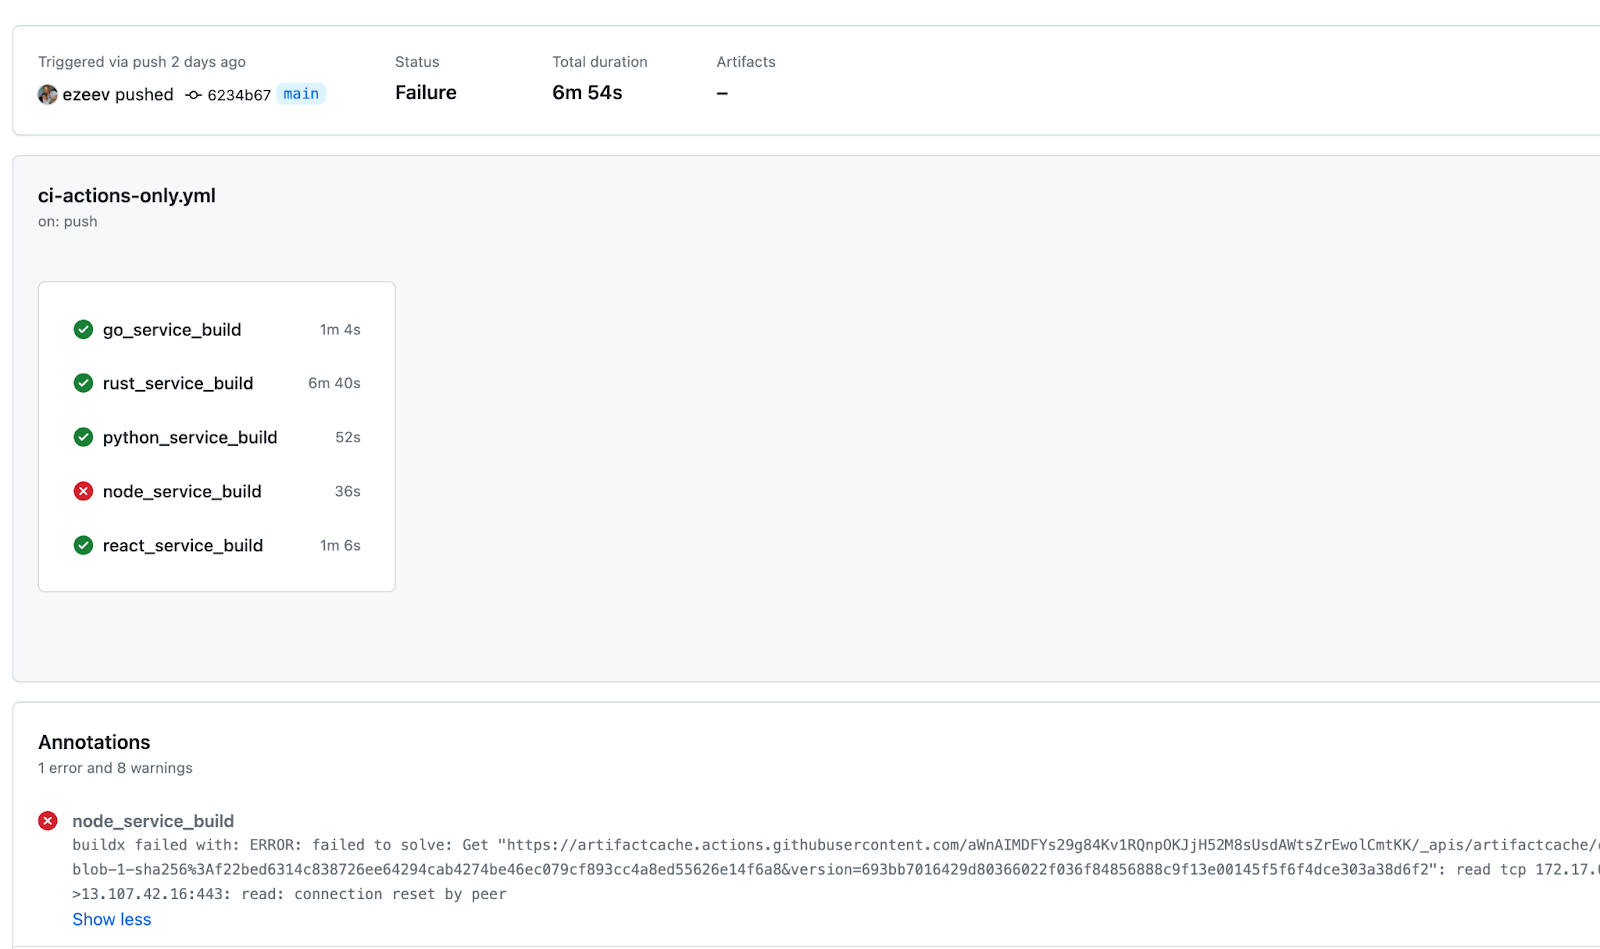 Triggered via push 2 days ago
Status
Total duration
Artifacts
ezeev pushed 6234b67 main
Failure
6m 54s
–
ci-actions-only.yml
on: push
go_service_build 1m 4s
rust_service_build 6m 40s
python_service_build 52s
node_service_build 36s
react_service_build 1m 6s
Annotations
1 error and 8 warnings
node_service_build
buildx failed with: ERROR: failed to solve: Get "https://artifactcache.actions.githubusercontent.com/aWnAIMDFYs29g84Kv1RQnpOKJjH52M8sUsdAWtsZrEwolCmtKK/_apis/artifactcache/
blob-1-sha256%3Af22bed6314c838726ee64294cab4274be46ec079cf893cc4a8ed55626e14f6a8&version=693bb7016429d80366022f036f84856888c9f13e00145f5f6f4dce303a38d6f2": read tcp 172.17.
>13.107.42.16:443: read: connection reset by peer
Show less